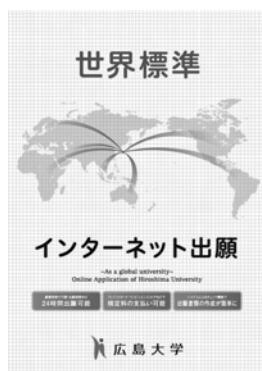 世界標準
インターネット出願
~As a global university~
Online Application of Hiroshima University
24時間出願可能
検定料の支払い可能
出願書類の作成が簡単に
広島大学